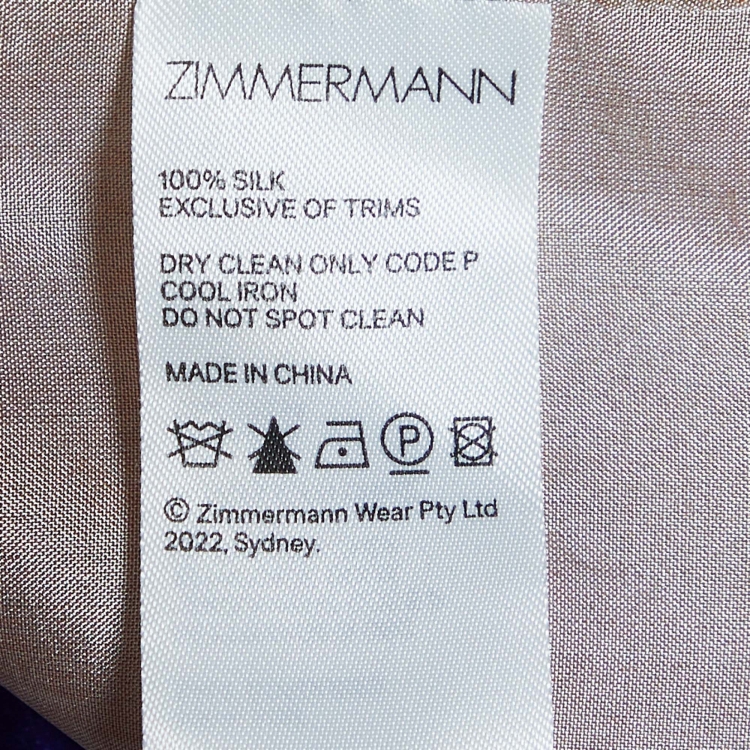 ZIMMERMANN
100% SILK
EXCLUSIVE OF TRIMS
DRY CLEAN ONLY CODE P
COOL IRON
DO NOT SPOT CLEAN
MADE IN CHINA
P
© Zimmermann Wear Pty Ltd
2022, Sydney.